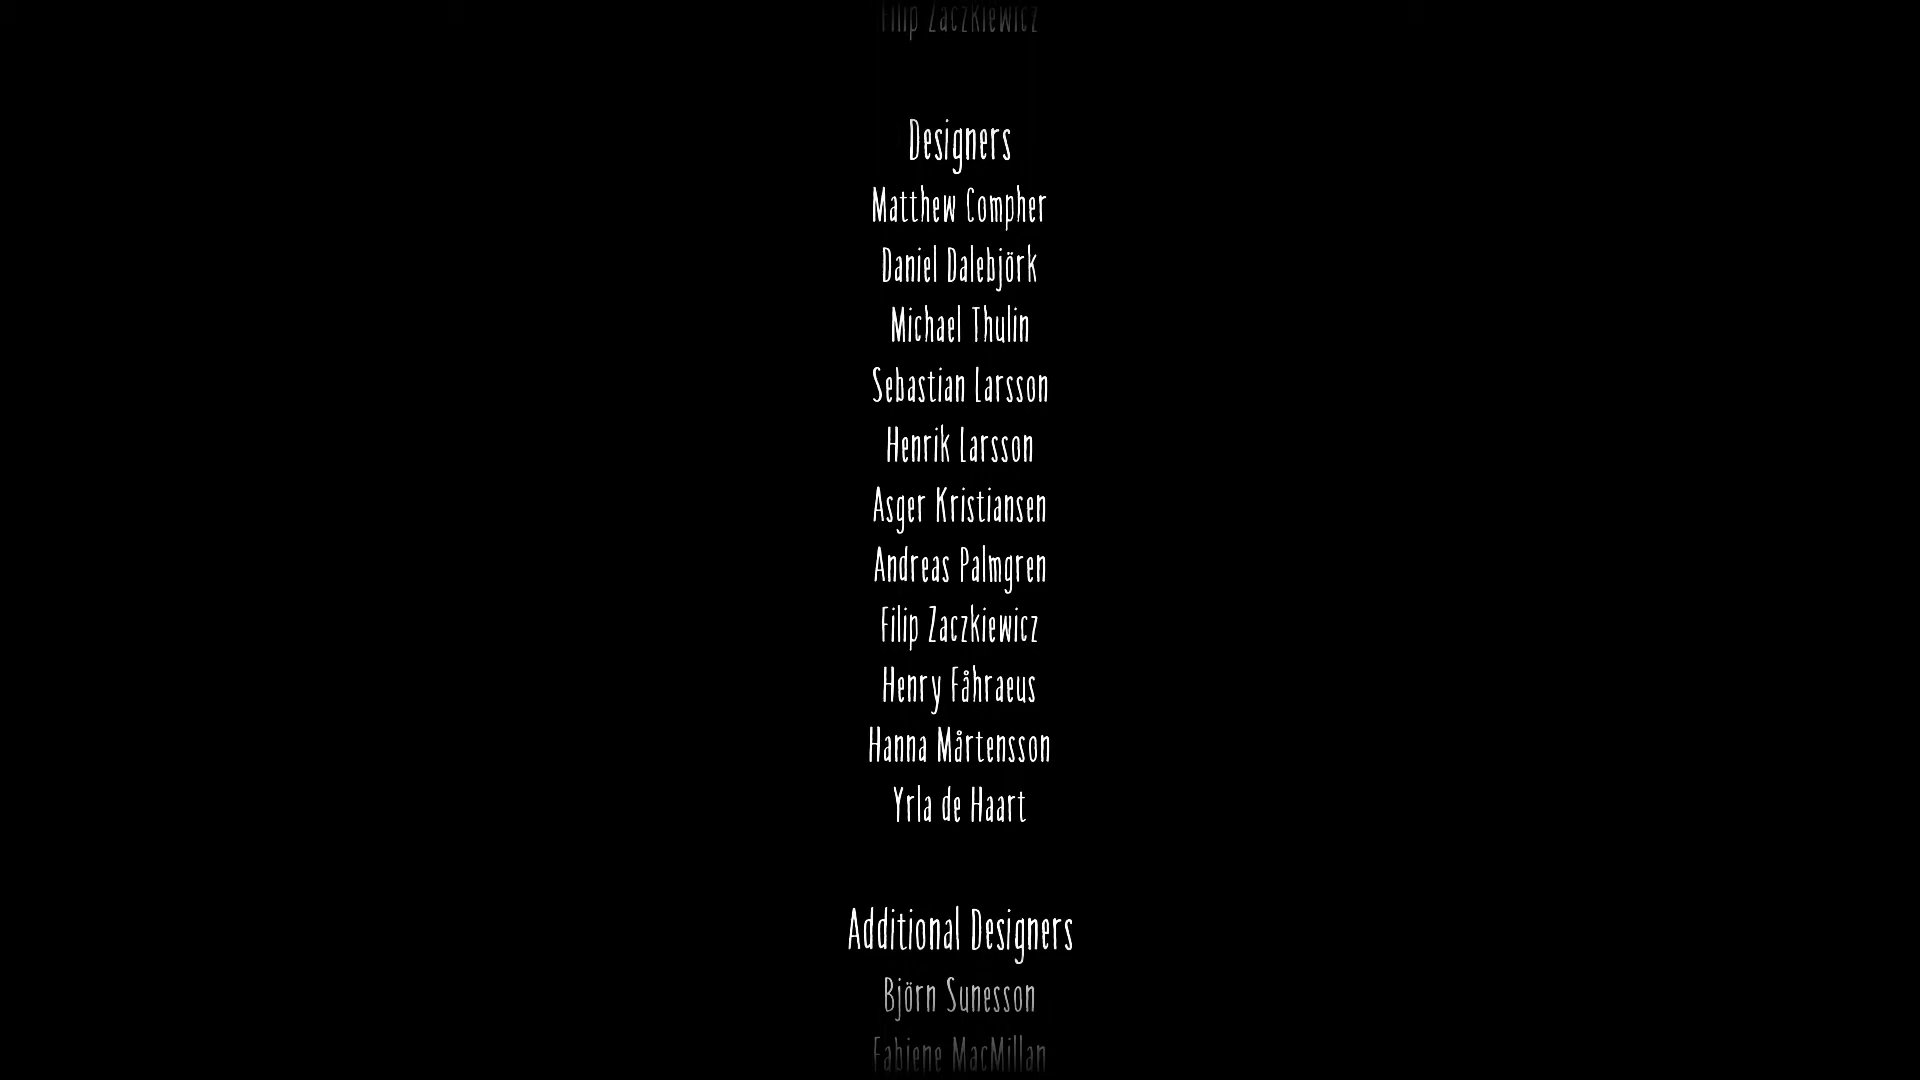 Filip Zaczkiewicz
Designers
Matthew Compher
Daniel Dalebjörk
Michael Thulin
Sebastian Larsson
Henrik Larsson
Asger Kristiansen
Andreas Palmgren
Filip Zaczkiewicz
Henry Fåhraeus
Hanna Mårtensson
Yrla de Haart
Additional Designers
Björn Sunesson
Fabiene MacMillan